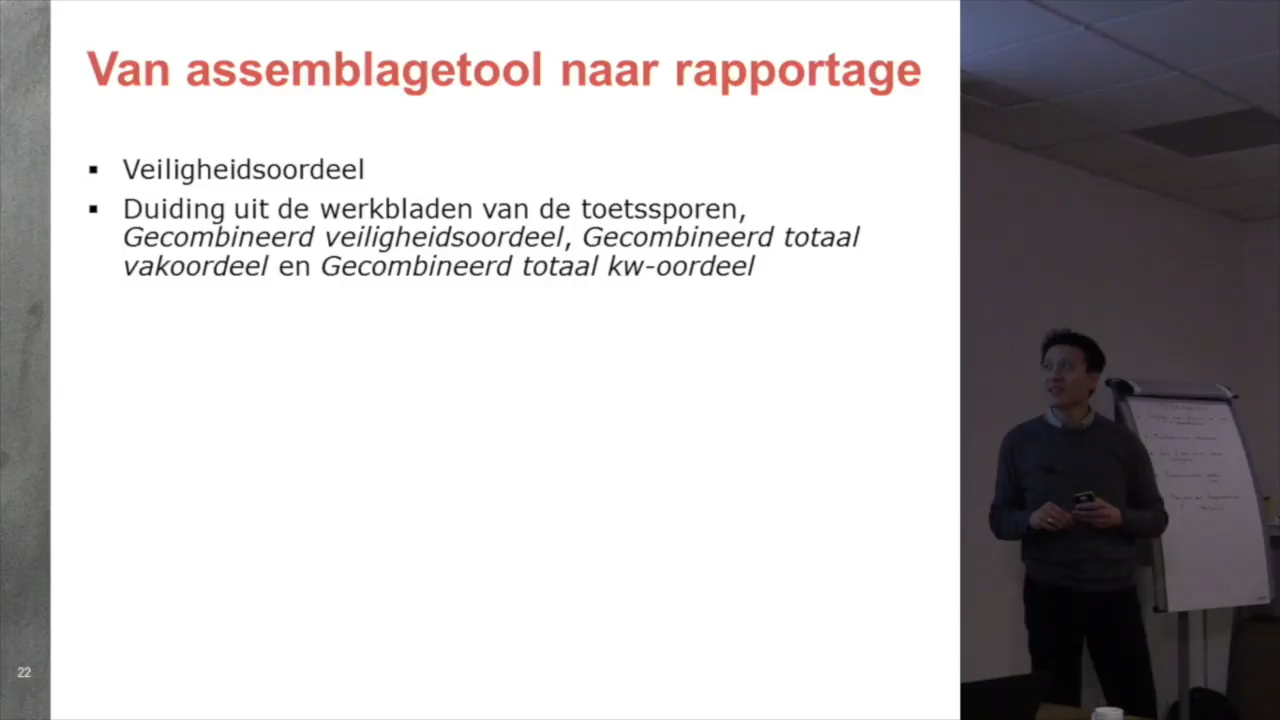 Van assemblagetool naar rapportage
▪ Veiligheidsoordeel
▪ Duiding uit de werkbladen van de toetssporen,
Gecombineerd veiligheidsoordeel, Gecombineerd totaal
vakoordeel en Gecombineerd totaal kw-oordeel
22